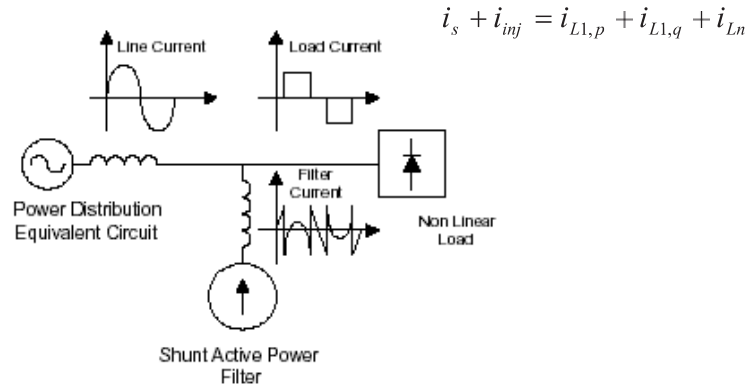 i_s + i_inj = i_L1,p + i_L1,q + i_Ln
Line Current
Load Current
Filter
Current
Power Distribution
Equivalent Circuit
Non Linear
Load
Shunt Active Power
Filter